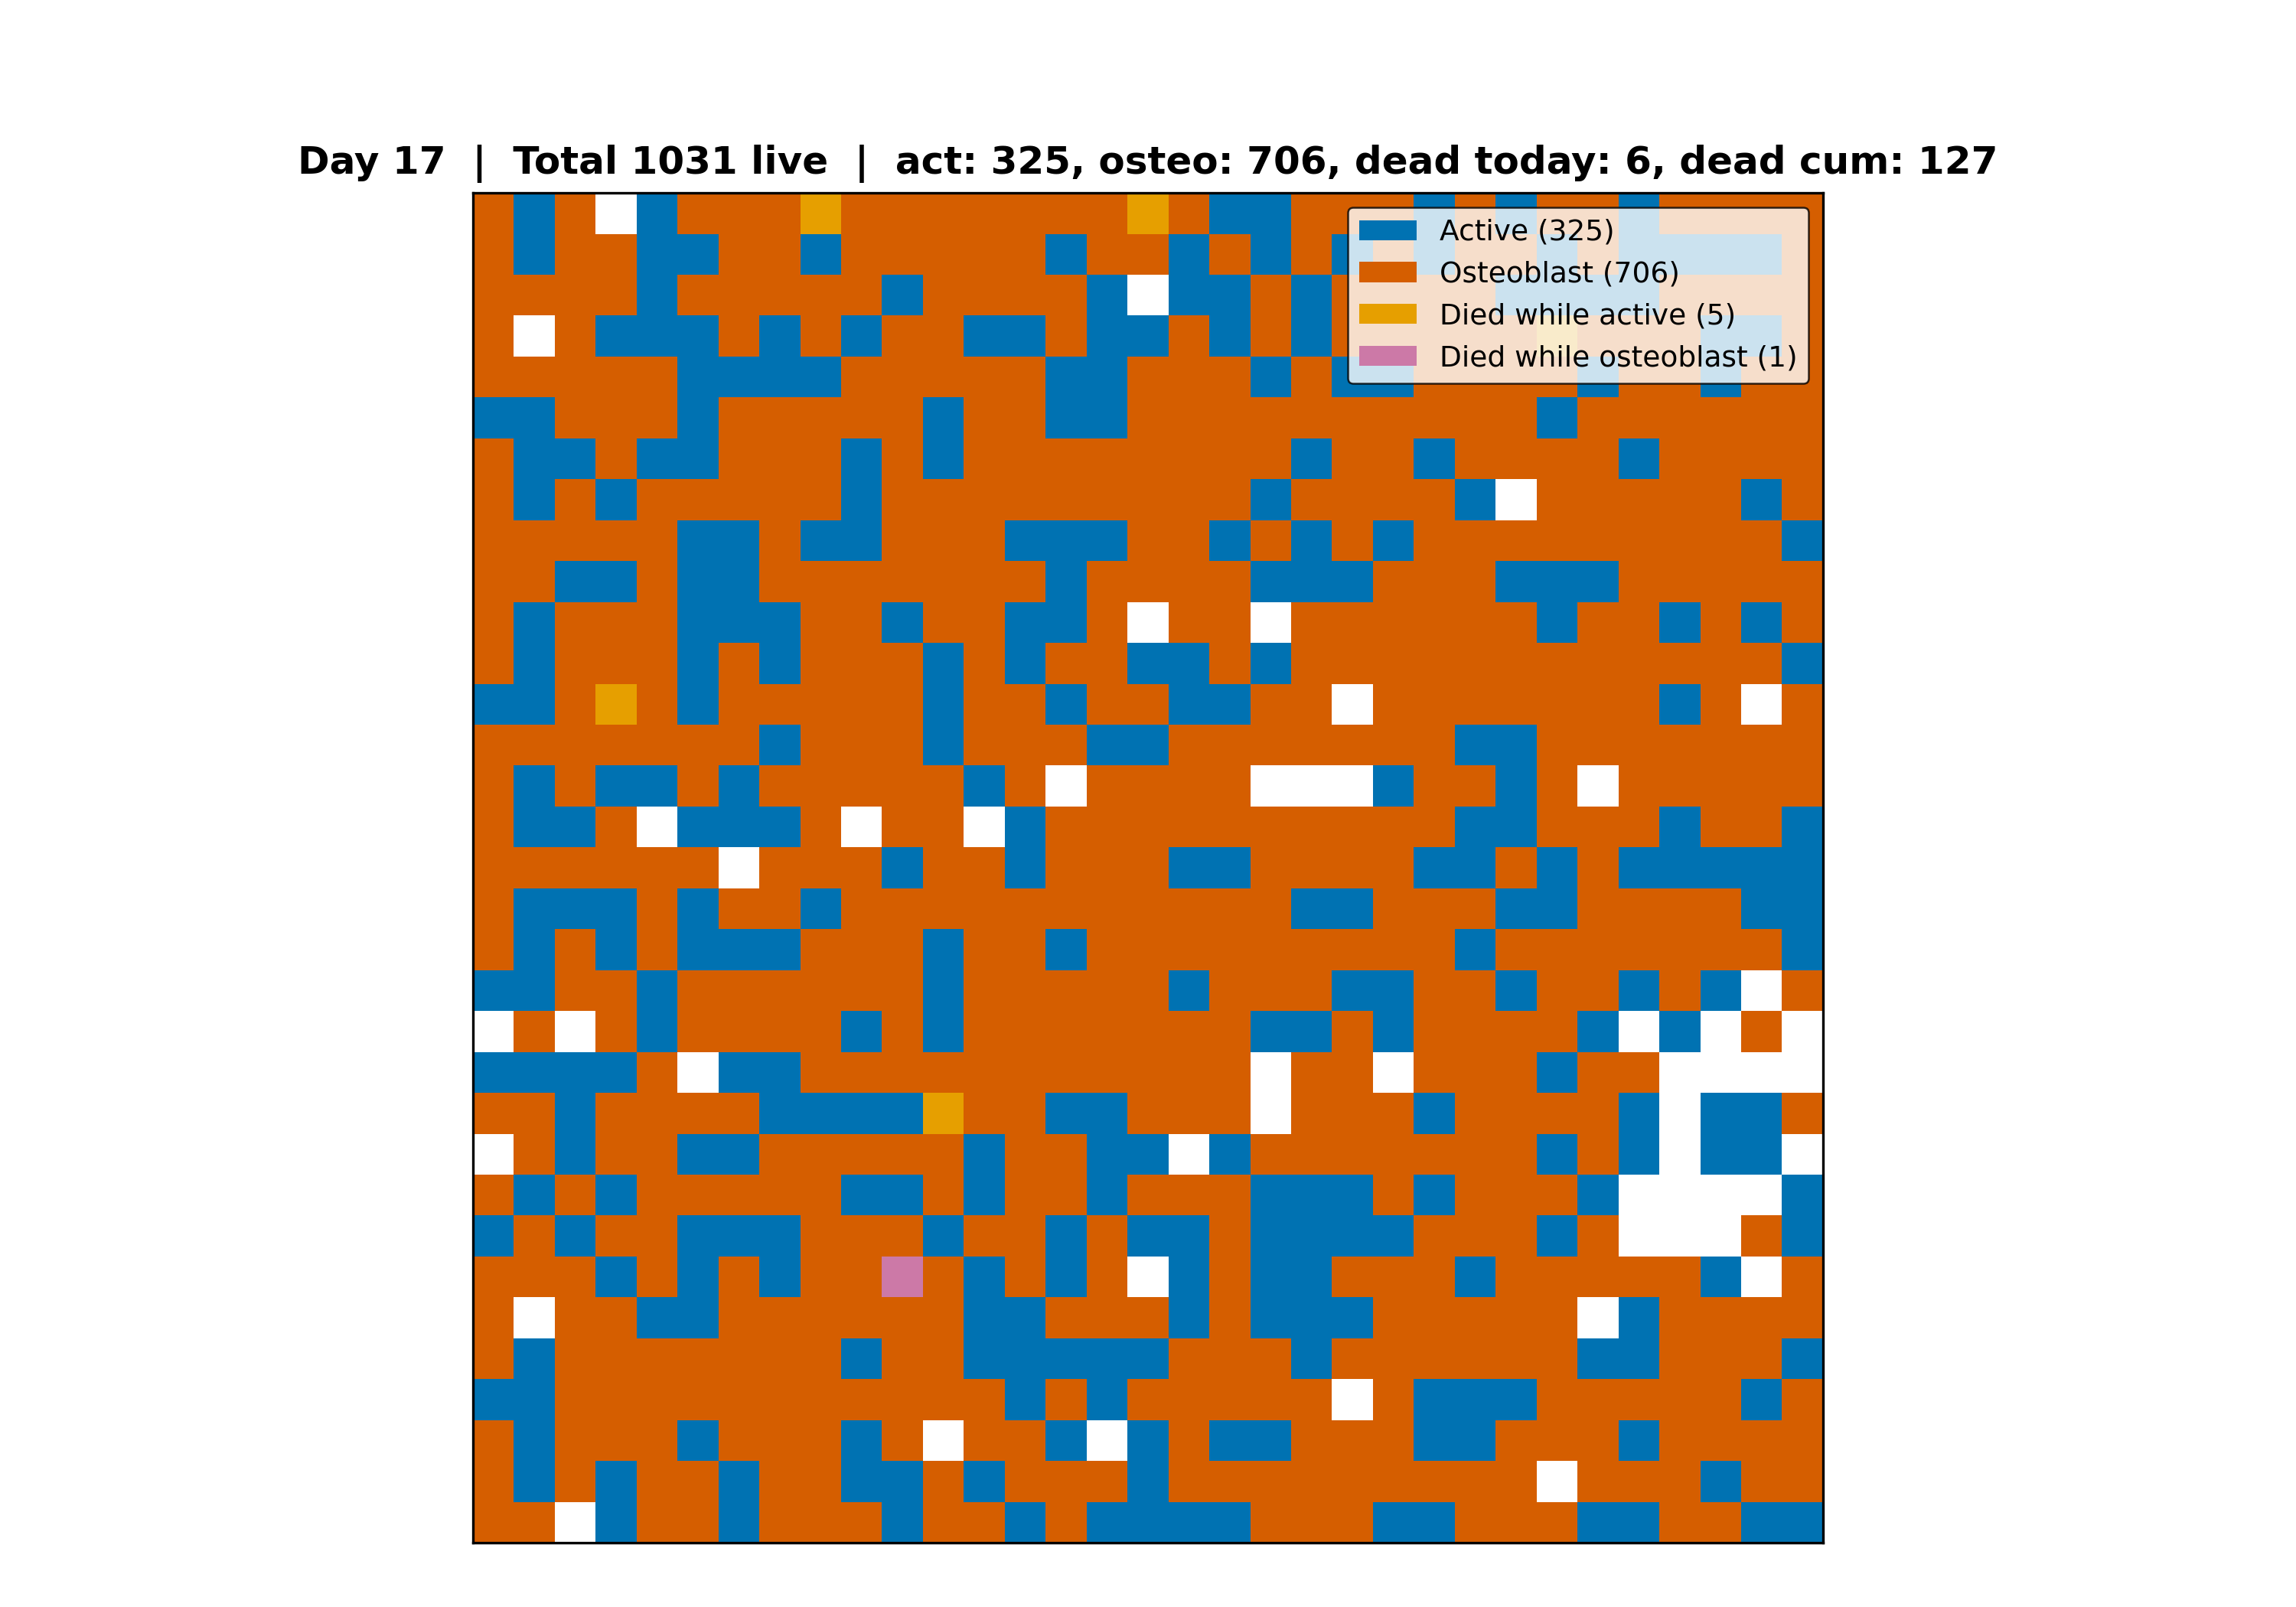 Day 17 | Total 1031 live | act: 325, osteo: 706, dead today: 6, dead cum: 127
Active (325)
Osteoblast (706)
Died while active (5)
Died while osteoblast (1)